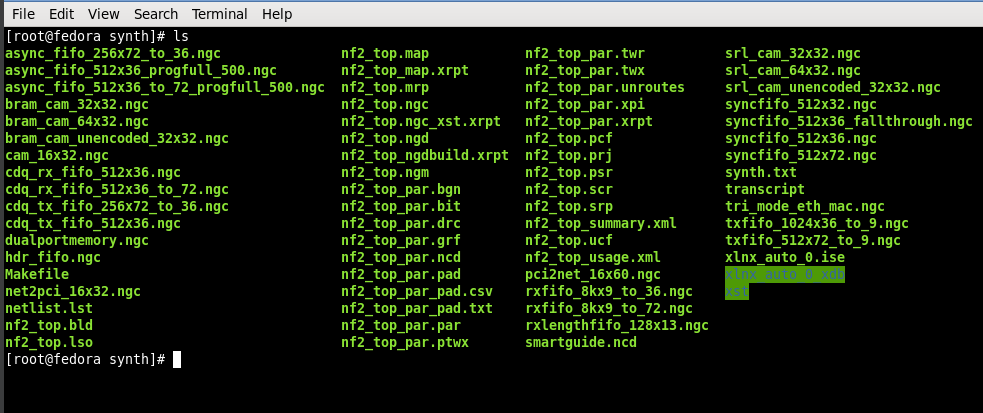 File Edit View Search Terminal Help
[root@fedora synth]# ls
async_fifo_256x72_to_36.ngc nf2_top.map nf2_top_par.twr srl_cam_32x32.ngc
async_fifo_512x36_progfull_500.ngc nf2_top_map.xrpt nf2_top_par.twx srl_cam_64x32.ngc
async_fifo_512x36_to_72_progfull_500.ngc nf2_top.mrp nf2_top_par.unroutes srl_cam_unencoded_32x32.ngc
bram_cam_32x32.ngc nf2_top.ngc nf2_top_par.xpi syncfifo_512x32.ngc
bram_cam_64x32.ngc nf2_top.ngc_xst.xrpt nf2_top_par.xrpt syncfifo_512x36_fallthrough.ngc
bram_cam_unencoded_32x32.ngc nf2_top.ngd nf2_top.pcf syncfifo_512x36.ngc
cam_16x32.ngc nf2_top_ngdbuild.xrpt nf2_top.prj syncfifo_512x72.ngc
cdq_rx_fifo_512x36.ngc nf2_top.ngm nf2_top.psr synth.txt
cdq_rx_fifo_512x36_to_72.ngc nf2_top_par.bgn nf2_top.scr transcript
cdq_tx_fifo_256x72_to_36.ngc nf2_top_par.bit nf2_top.srp tri_mode_eth_mac.ngc
cdq_tx_fifo_512x36.ngc nf2_top_par.drc nf2_top_summary.xml txfifo_1024x36_to_9.ngc
dualportmemory.ngc nf2_top_par.grf nf2_top.ucf txfifo_512x72_to_9.ngc
hdr_fifo.ngc nf2_top_par.ncd nf2_top_usage.xml xlnx_auto_0.ise
Makefile nf2_top_par.pad pci2net_16x60.ngc xlnx_auto_0_xdb
net2pci_16x32.ngc nf2_top_par_pad.csv rxfifo_8kx9_to_36.ngc xst
netlist.lst nf2_top_par_pad.txt rxfifo_8kx9_to_72.ngc
nf2_top.bld nf2_top_par.par rxlengthfifo_128x13.ngc
nf2_top.lso nf2_top_par.ptwx smartguide.ncd
[root@fedora synth]#